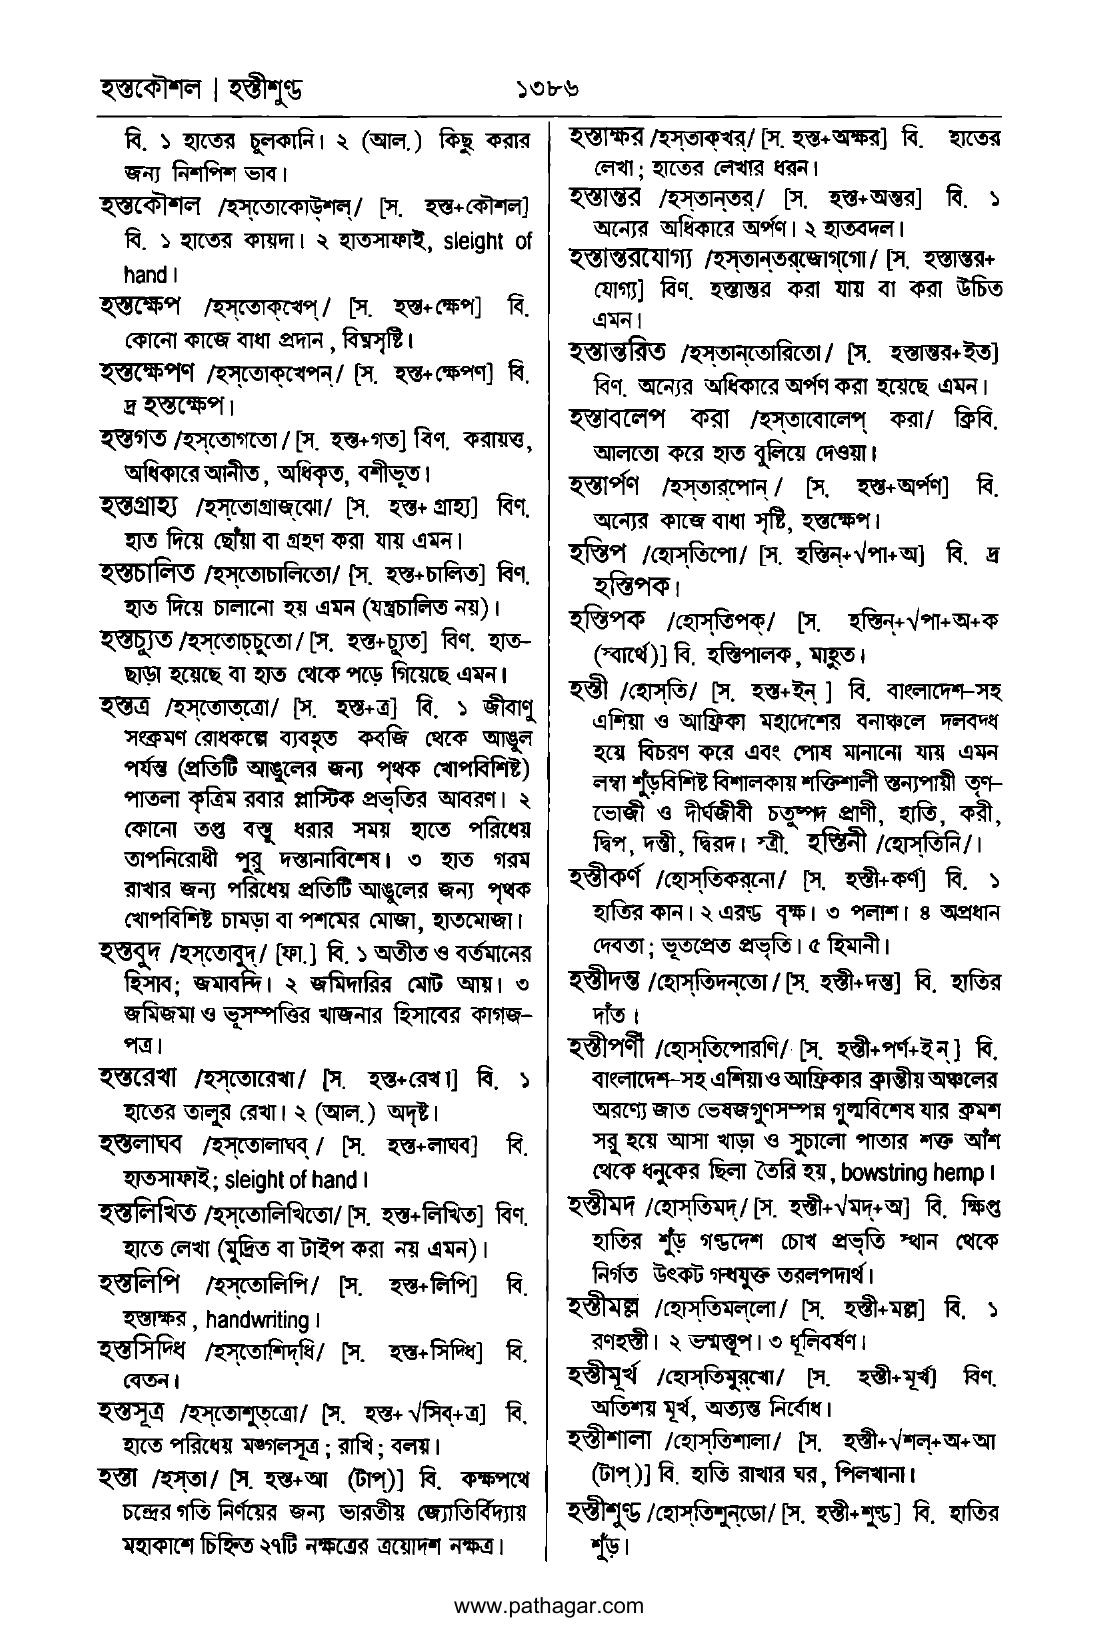 হস্তকৌশল | হস্তীশুণ্ড
১৩৮৬
বি. ১ হাতের চুলকানি। ২ (আল.) কিছু করার
জন্য নিশপিশ ভাব।
হস্তকৌশল /হস্‌তোকোউ্‌শল্‌/ [স. হস্ত+কৌশল]
বি. ১ হাতের কায়দা। ২ হাতসাফাই, sleight of
hand।
হস্তক্ষেপ /হস্‌তোক্‌খেপ্‌/ [স. হস্ত+ক্ষেপ] বি.
কোনো কাজে বাধা প্রদান, বিঘ্নসৃষ্টি।
হস্তক্ষেপণ /হস্‌তোক্‌খেপন্‌/ [স. হস্ত+ক্ষেপণ] বি.
দ্র হস্তক্ষেপ।
হস্তগত /হস্‌তোগতো/ [স. হস্ত+গত] বিণ. করায়ত্ত,
অধিকারে আনীত, অধিকৃত, বশীভূত।
হস্তগ্রাহ্য /হস্‌তোগ্রাজ্‌ঝো/ [স. হস্ত+গ্রাহ্য] বিণ.
হাত দিয়ে ছোঁয়া বা গ্রহণ করা যায় এমন।
হস্তচালিত /হস্‌তোচালিতো/ [স. হস্ত+চালিত] বিণ.
হাত দিয়ে চালানো হয় এমন (যন্ত্রচালিত নয়)।
হস্তচ্যুত /হস্‌তোচ্‌চুতো/ [স. হস্ত+চ্যুত] বিণ. হাত-
ছাড়া হয়েছে বা হাত থেকে পড়ে গিয়েছে এমন।
হস্তত্র /হস্‌তোত্‌ত্রো/ [স. হস্ত+ত্র] বি. ১ জীবাণু
সংক্রমণ রোধকল্পে ব্যবহৃত কবজি থেকে আঙুল
পর্যন্ত (প্রতিটি আঙুলের জন্য পৃথক খোপবিশিষ্ট)
পাতলা কৃত্রিম রবার প্লাস্টিক প্রভৃতির আবরণ। ২
কোনো তপ্ত বস্তু ধরার সময় হাতে পরিধেয়
তাপনিরোধী পুরু দস্তানাবিশেষ। ৩ হাত গরম
রাখার জন্য পরিধেয় প্রতিটি আঙুলের জন্য পৃথক
খোপবিশিষ্ট চামড়া বা পশমের মোজা, হাতমোজা।
হস্তবুদ /হস্‌তোবুদ্‌/ [ফা.] বি. ১ অতীত ও বর্তমানের
হিসাব; জমাবন্দি। ২ জমিদারির মোট আয়। ৩
জমিজমা ও ভূসম্পত্তির খাজনার হিসাবের কাগজ-
পত্র।
হস্তরেখা /হস্‌তোরেখা/ [স. হস্ত+রেখা] বি. ১
হাতের তালুর রেখা। ২ (আল.) অদৃষ্ট।
হস্তলাঘব /হস্‌তোলাঘব্‌/ [স. হস্ত+লাঘব] বি.
হাতসাফাই; sleight of hand।
হস্তলিখিত /হস্‌তোলিখিতো/ [স. হস্ত+লিখিত] বিণ.
হাতে লেখা (মুদ্রিত বা টাইপ করা নয় এমন)।
হস্তলিপি /হস্‌তোলিপি/ [স. হস্ত+লিপি] বি.
হস্তাক্ষর, handwriting।
হস্তসিদ্ধি /হস্‌তোশিদ্‌ধি/ [স. হস্ত+সিদ্ধি] বি.
বেতন।
হস্তসূত্র /হস্‌তোশুত্‌ত্রো/ [স. হস্ত+√সিব্‌+ত্র] বি.
হাতে পরিধেয় মঙ্গলসূত্র; রাখি; বলয়।
হস্তা /হস্‌তা/ [স. হস্ত+আ (টাপ্‌)] বি. কক্ষপথে
চন্দ্রের গতি নির্ণয়ের জন্য ভারতীয় জ্যোতির্বিদ্যায়
মহাকাশে চিহ্নিত ২৭টি নক্ষত্রের ত্রয়োদশ নক্ষত্র।
হস্তাক্ষর /হস্‌তাক্‌খর্‌/ [স. হস্ত+অক্ষর] বি. হাতের
লেখা; হাতের লেখার ধরন।
হস্তান্তর /হস্‌তান্‌তর্‌/ [স. হস্ত+অন্তর] বি. ১
অন্যের অধিকারে অর্পণ। ২ হাতবদল।
হস্তান্তরযোগ্য /হস্‌তান্‌তর্‌জোগ্‌গো/ [স. হস্তান্তর+
যোগ্য] বিণ. হস্তান্তর করা যায় বা করা উচিত
এমন।
হস্তান্তরিত /হস্‌তান্‌তোরিতো/ [স. হস্তান্তর+ইত]
বিণ. অন্যের অধিকারে অর্পণ করা হয়েছে এমন।
হস্তাবলেপ করা /হস্‌তাবোলেপ্‌ করা/ ক্রিবি.
আলতো করে হাত বুলিয়ে দেওয়া।
হস্তার্পণ /হস্‌তার্‌পোন্‌/ [স. হস্ত+অর্পণ] বি.
অন্যের কাজে বাধা সৃষ্টি, হস্তক্ষেপ।
হস্তিপ /হোস্‌তিপো/ [স. হস্তিন্‌+√পা+অ] বি. দ্র
হস্তিপক।
হস্তিপক /হোস্‌তিপক্‌/ [স. হস্তিন্‌+√পা+অ+ক
(স্বার্থে)] বি. হস্তিপালক, মাহুত।
হস্তী /হোস্‌তি/ [স. হস্ত+ইন্‌] বি. বাংলাদেশ-সহ
এশিয়া ও আফ্রিকা মহাদেশের বনাঞ্চলে দলবদ্ধ
হয়ে বিচরণ করে এবং পোষ মানানো যায় এমন
লম্বা শুঁড়বিশিষ্ট বিশালকায় শক্তিশালী স্তন্যপায়ী তৃণ-
ভোজী ও দীর্ঘজীবী চতুষ্পদ প্রাণী, হাতি, করী,
দ্বিপ, দন্তী, দ্বিরদ। স্ত্রী. হস্তিনী /হোস্‌তিনি/।
হস্তীকর্ণ /হোস্‌তিকর্‌নো/ [স. হস্তী+কর্ণ] বি. ১
হাতির কান। ২ এরণ্ড বৃক্ষ। ৩ পলাশ। ৪ অপ্রধান
দেবতা; ভূতপ্রেত প্রভৃতি। ৫ হিমানী।
হস্তীদন্ত /হোস্‌তিদন্‌তো/ [স. হস্তী+দন্ত] বি. হাতির
দাঁত।
হস্তীপর্ণী /হোস্‌তিপোর্‌ণি/ [স. হস্তী+পর্ণ+ইন্‌] বি.
বাংলাদেশ-সহ এশিয়া ও আফ্রিকার ক্রান্তীয় অঞ্চলের
অরণ্যে জাত ভেষজগুণসম্পন্ন গুল্মবিশেষ যার ক্রমশ
সরু হয়ে আসা খাড়া ও সুচালো পাতার শক্ত আঁশ
থেকে ধনুকের ছিলা তৈরি হয়, bowstring hemp।
হস্তীমদ /হোস্‌তিমদ্‌/ [স. হস্তী+√মদ্‌+অ] বি. ক্ষিপ্ত
হাতির শুঁড় গণ্ডদেশ চোখ প্রভৃতি স্থান থেকে
নির্গত উৎকট গন্ধযুক্ত তরলপদার্থ।
হস্তীমল্ল /হোস্‌তিমল্‌লো/ [স. হস্তী+মল্ল] বি. ১
রণহস্তী। ২ ভস্মস্তূপ। ৩ ধূলিবর্ষণ।
হস্তীমূর্খ /হোস্‌তিমুর্‌খো/ [স. হস্তী+মূর্খ] বিণ.
অতিশয় মূর্খ, অত্যন্ত নির্বোধ।
হস্তীশালা /হোস্‌তিশালা/ [স. হস্তী+√শল্‌+অ+আ
(টাপ্‌)] বি. হাতি রাখার ঘর, পিলখানা।
হস্তীশুণ্ড /হোস্‌তিশুন্‌ডো/ [স. হস্তী+শুণ্ড] বি. হাতির
শুঁড়।
www.pathagar.com